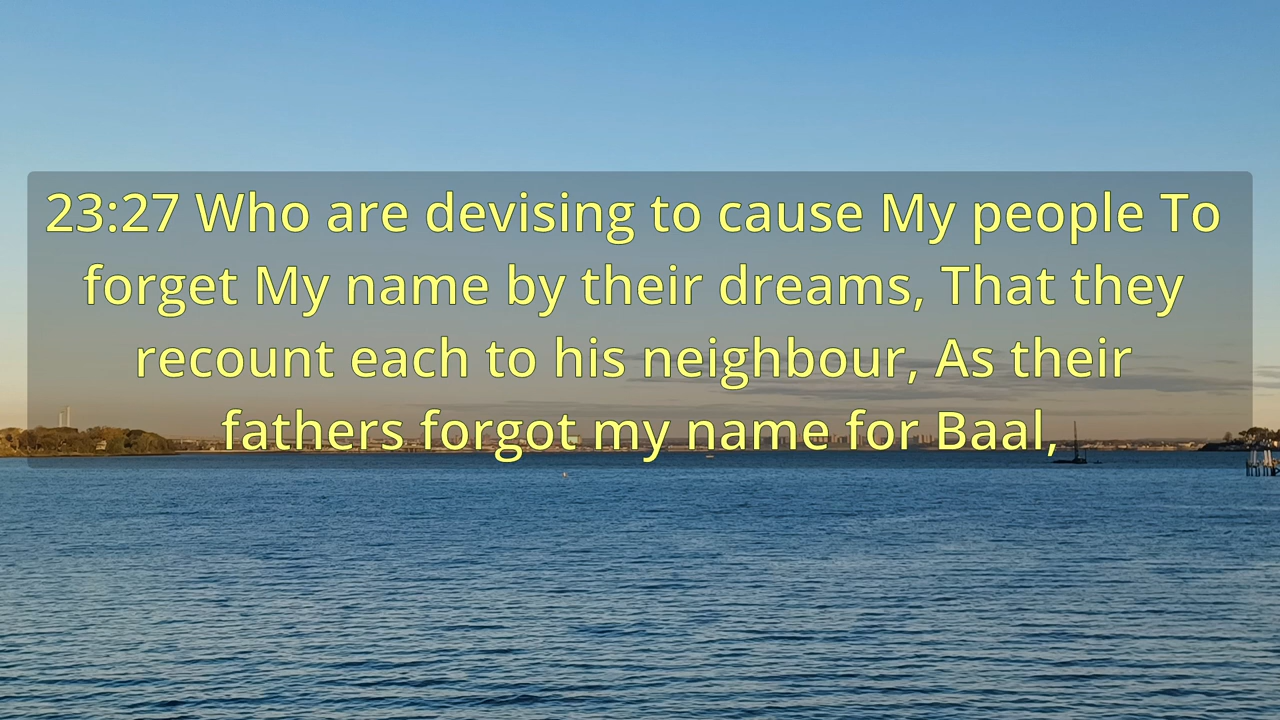 23:27 Who are devising to cause My people To
forget My name by their dreams, That they
recount each to his neighbour, As their
fathers forgot my name for Baal,